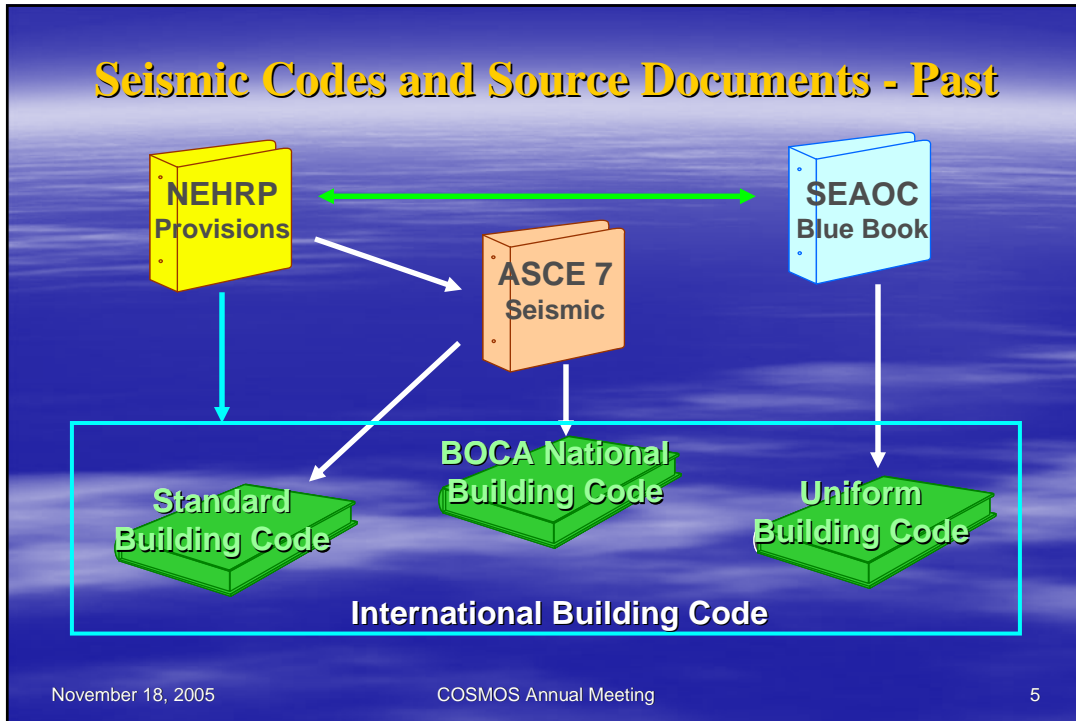 Seismic Codes and Source Documents - Past
NEHRP
Provisions
SEAOC
Blue Book
ASCE 7
Seismic
BOCA National
Building Code
Standard
Building Code
Uniform
Building Code
International Building Code
November 18, 2005
COSMOS Annual Meeting
5